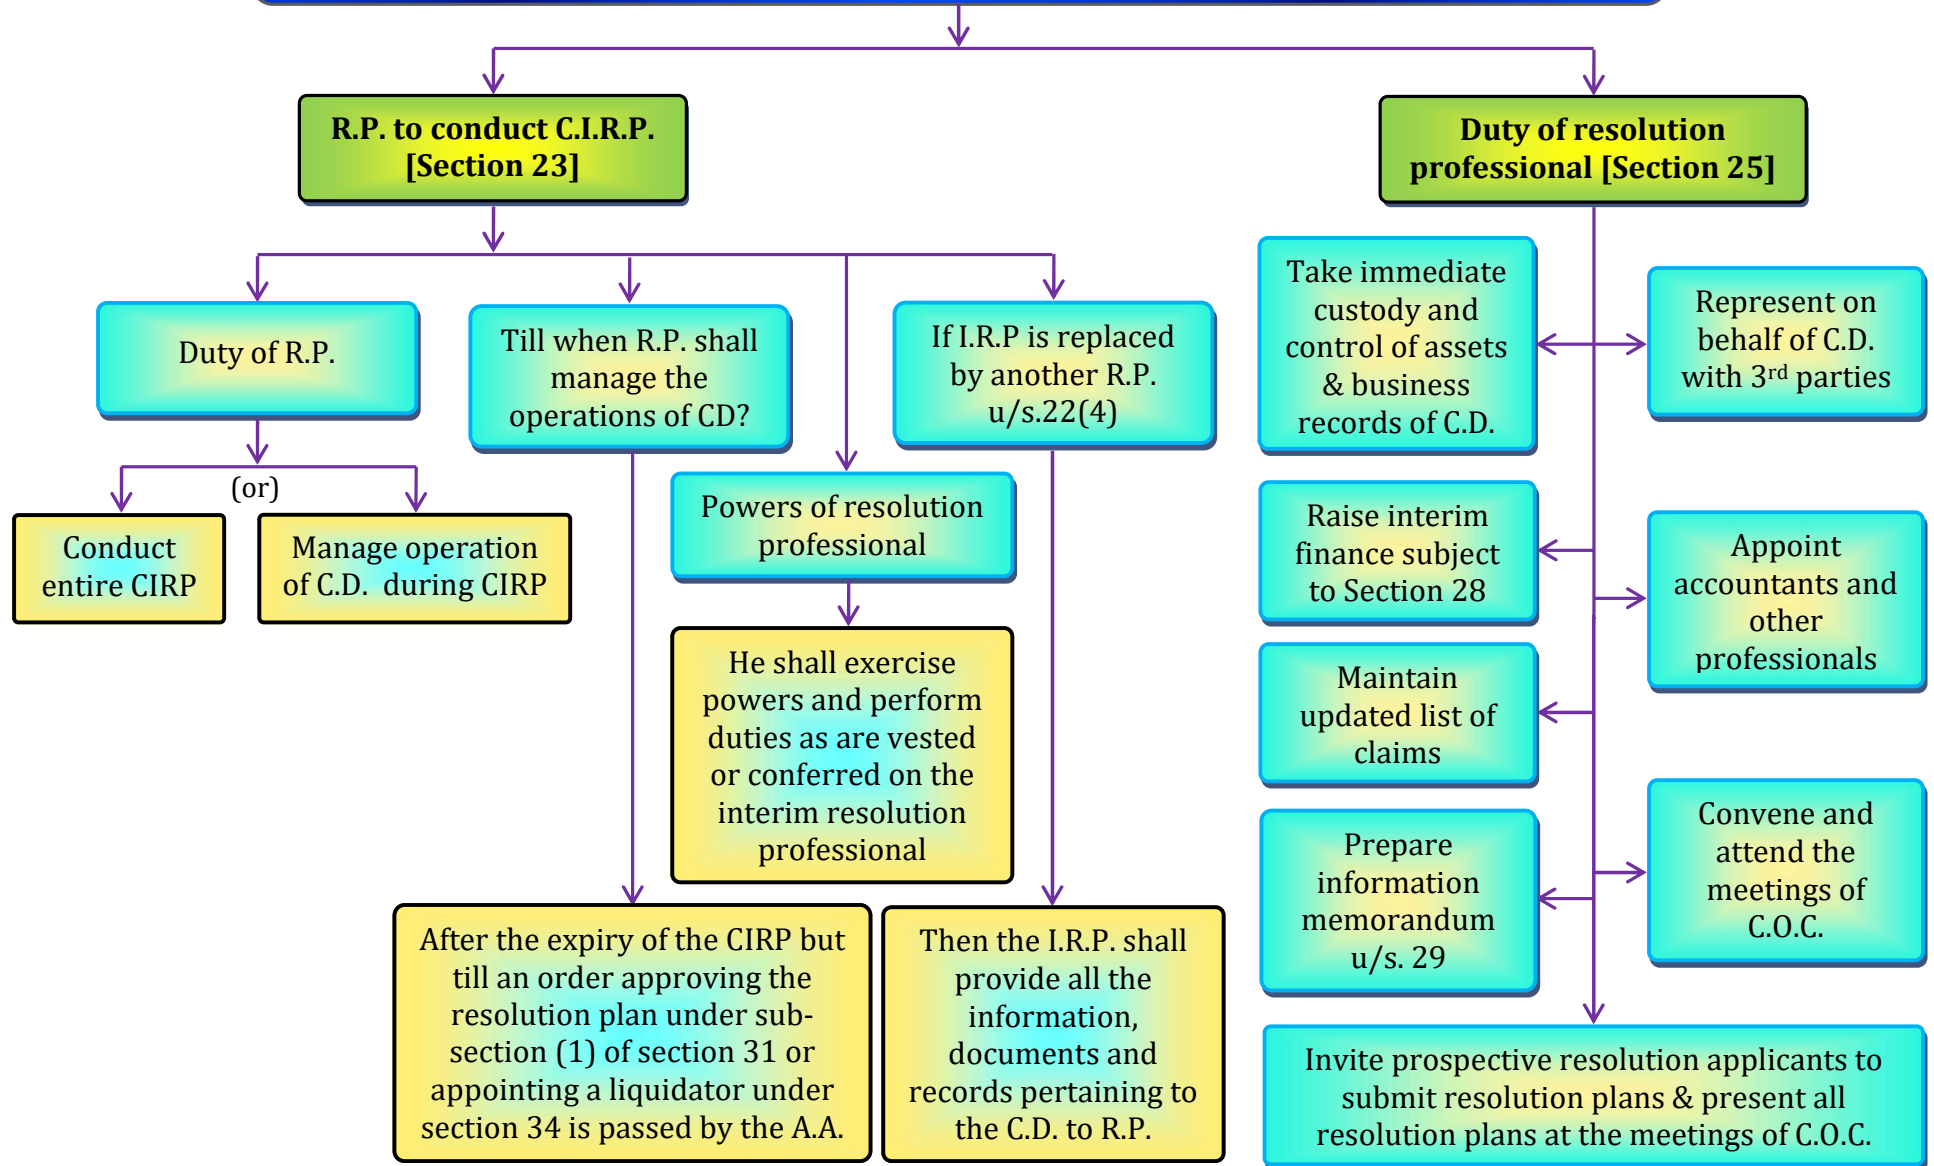 R.P. to conduct C.I.R.P.
[Section 23]
Duty of resolution
professional [Section 25]
Duty of R.P.
(or)
Conduct
entire CIRP
Manage operation
of C.D. during CIRP
Till when R.P. shall
manage the
operations of CD?
After the expiry of the CIRP but
till an order approving the
resolution plan under sub-
section (1) of section 31 or
appointing a liquidator under
section 34 is passed by the A.A.
Powers of resolution
professional
He shall exercise
powers and perform
duties as are vested
or conferred on the
interim resolution
professional
If I.R.P is replaced
by another R.P.
u/s.22(4)
Then the I.R.P. shall
provide all the
information,
documents and
records pertaining to
the C.D. to R.P.
Take immediate
custody and
control of assets
& business
records of C.D.
Represent on
behalf of C.D.
with 3rd parties
Raise interim
finance subject
to Section 28
Appoint
accountants and
other
professionals
Maintain
updated list of
claims
Convene and
attend the
meetings of
C.O.C.
Prepare
information
memorandum
u/s. 29
Invite prospective resolution applicants to
submit resolution plans & present all
resolution plans at the meetings of C.O.C.